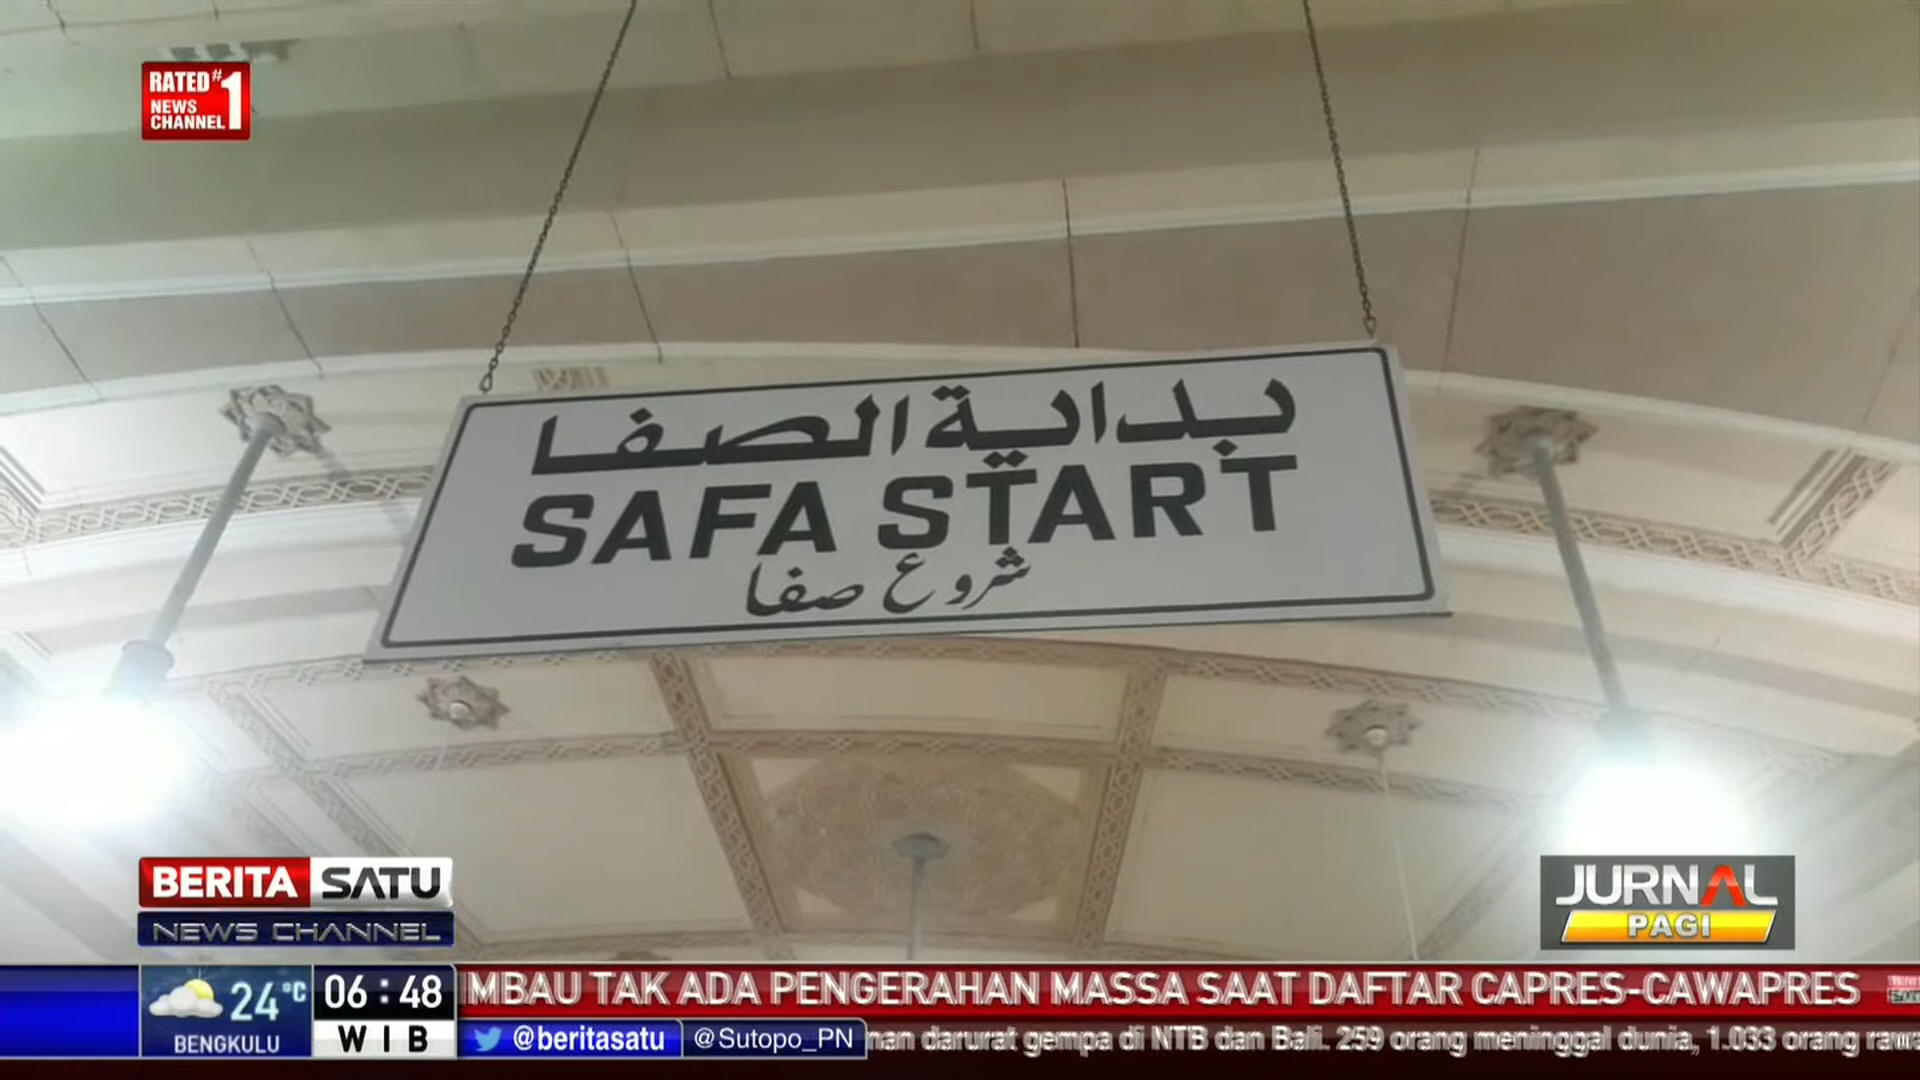 RATED #1
NEWS
CHANNEL
بداية الصفا
SAFA START
شروع صفا
BERITA SATU
NEWS CHANNEL
JURNAL
PAGI
24°C
BENGKULU
06:48
WIB
MBAU TAK ADA PENGERAHAN MASSA SAAT DAFTAR CAPRES-CAWAPRES
@beritasatu
@Sutopo_PN
darurat gempa di NTB dan Bali. 259 orang meninggal dunia, 1.033 orang